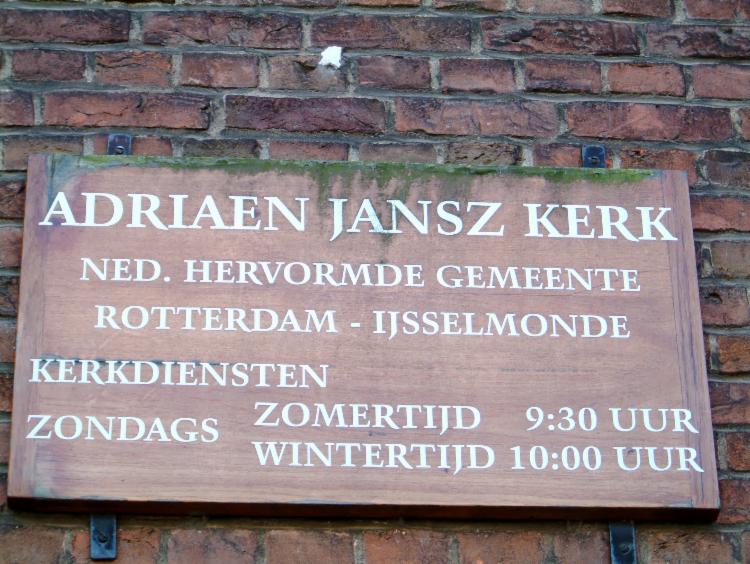 ADRIAEN JANSZ KERK
NED. HERVORMDE GEMEENTE
ROTTERDAM - IJSSELMONDE
KERKDIENSTEN
ZONDAGS ZOMERTIJD 9:30 UUR
WINTERTIJD 10:00 UUR